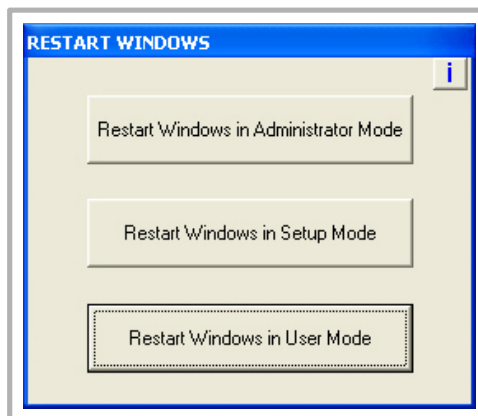 RESTART WINDOWS
i
Restart Windows in Administrator Mode
Restart Windows in Setup Mode
Restart Windows in User Mode